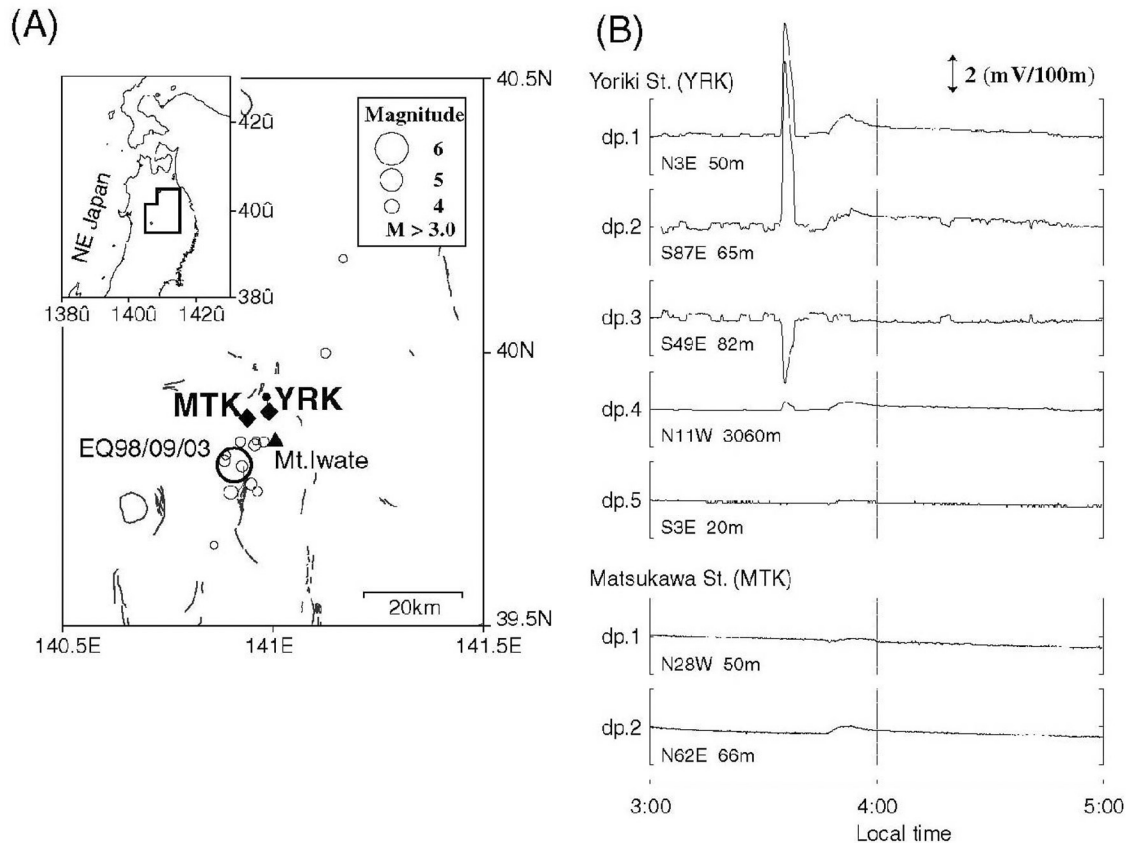 (A)
40.5N
42û
40û
38û
138û 140û 142û
NE Japan
Magnitude
6
5
4
M > 3.0
40N
MTK YRK
EQ98/09/03
Mt.Iwate
20km
39.5N
140.5E 141E 141.5E
(B)
2 (mV/100m)
Yoriki St. (YRK)
dp.1
N3E 50m
dp.2
S87E 65m
dp.3
S49E 82m
dp.4
N11W 3060m
dp.5
S3E 20m
Matsukawa St. (MTK)
dp.1
N28W 50m
dp.2
N62E 66m
3:00 4:00 5:00
Local time